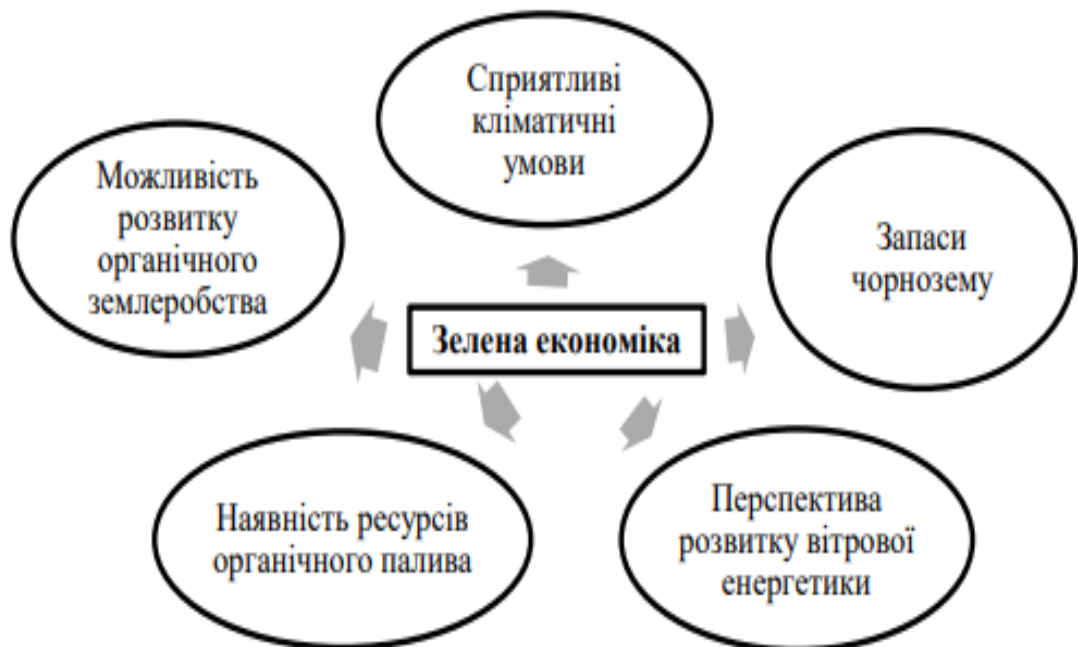 Сприятливі
кліматичні
умови
Можливість
розвитку
органічного
землеробства
Запаси
чорнозему
Зелена економіка
Наявність ресурсів
органічного палива
Перспектива
розвитку вітрової
енергетики